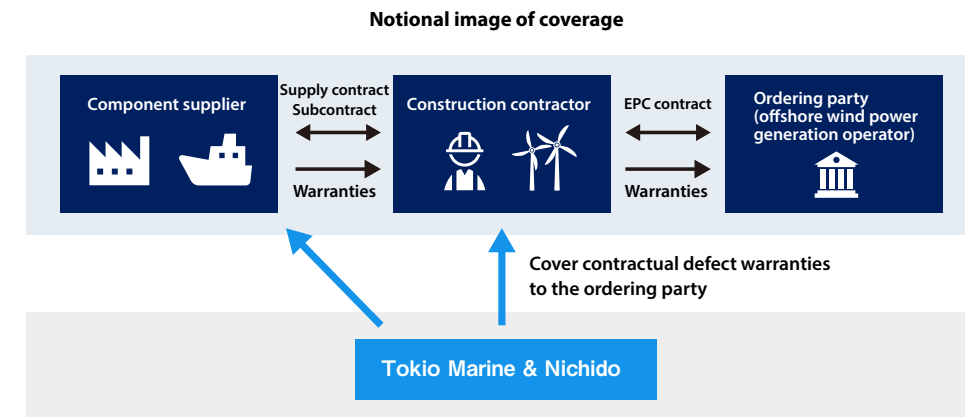 Notional image of coverage
Component supplier
Supply contract
Subcontract
Warranties
Construction contractor
EPC contract
Warranties
Ordering party
(offshore wind power
generation operator)
Cover contractual defect warranties
to the ordering party
Tokio Marine & Nichido